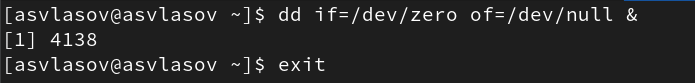 [asvlasov@asvlasov ~]$ dd if=/dev/zero of=/dev/null &
[1] 4138
[asvlasov@asvlasov ~]$ exit